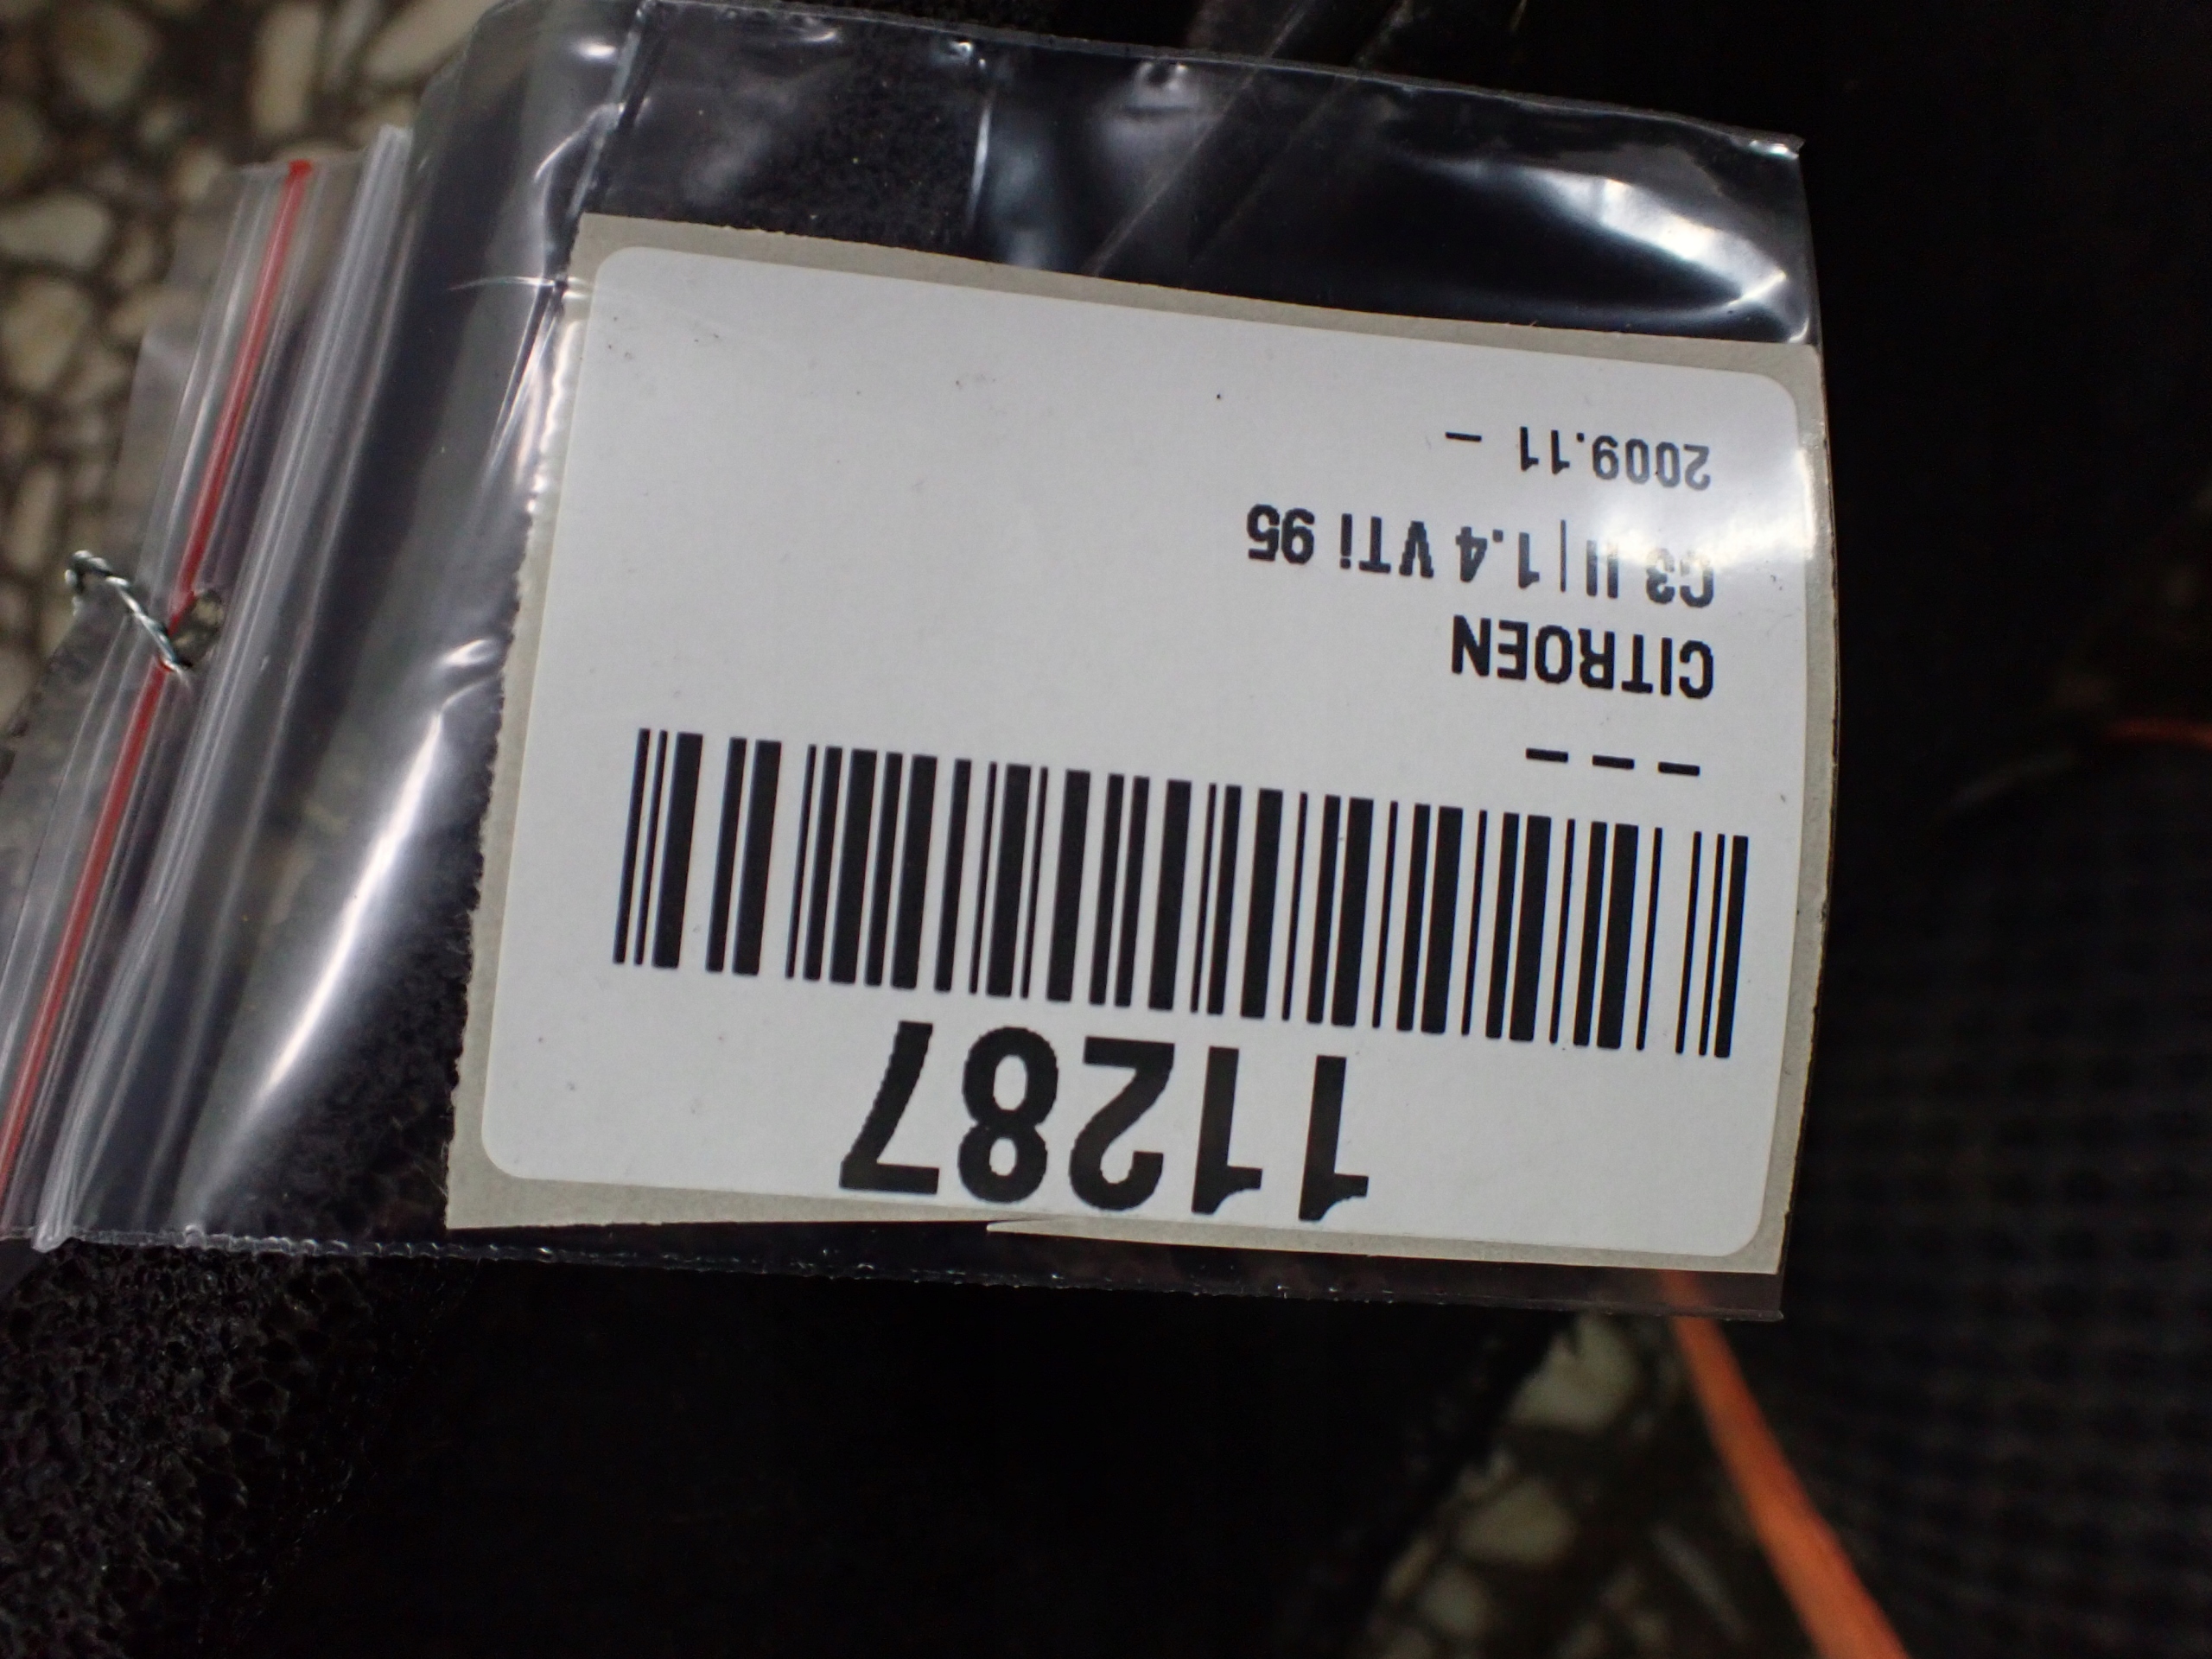 11287
– – –
CITROEN
C3 II | 1.4 VTi 95
2009.11 –